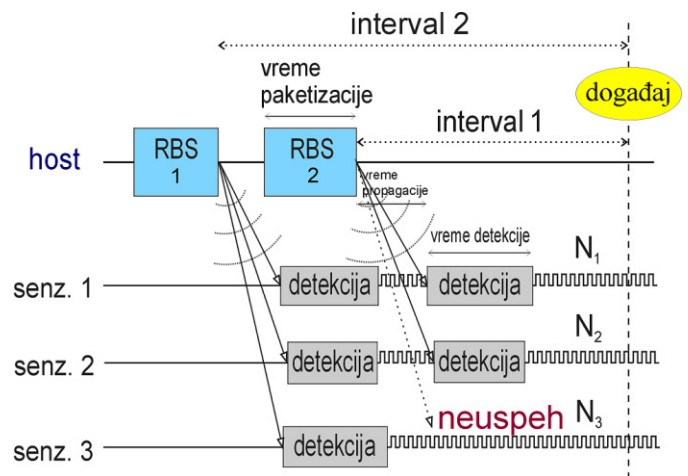 interval 2
vreme
paketizacije
događaj
interval 1
host
RBS
1
RBS
2
vreme
propagacije
vreme detekcije
N1
senz. 1
detekcija
detekcija
N2
senz. 2
detekcija
detekcija
neuspeh
N3
senz. 3
detekcija